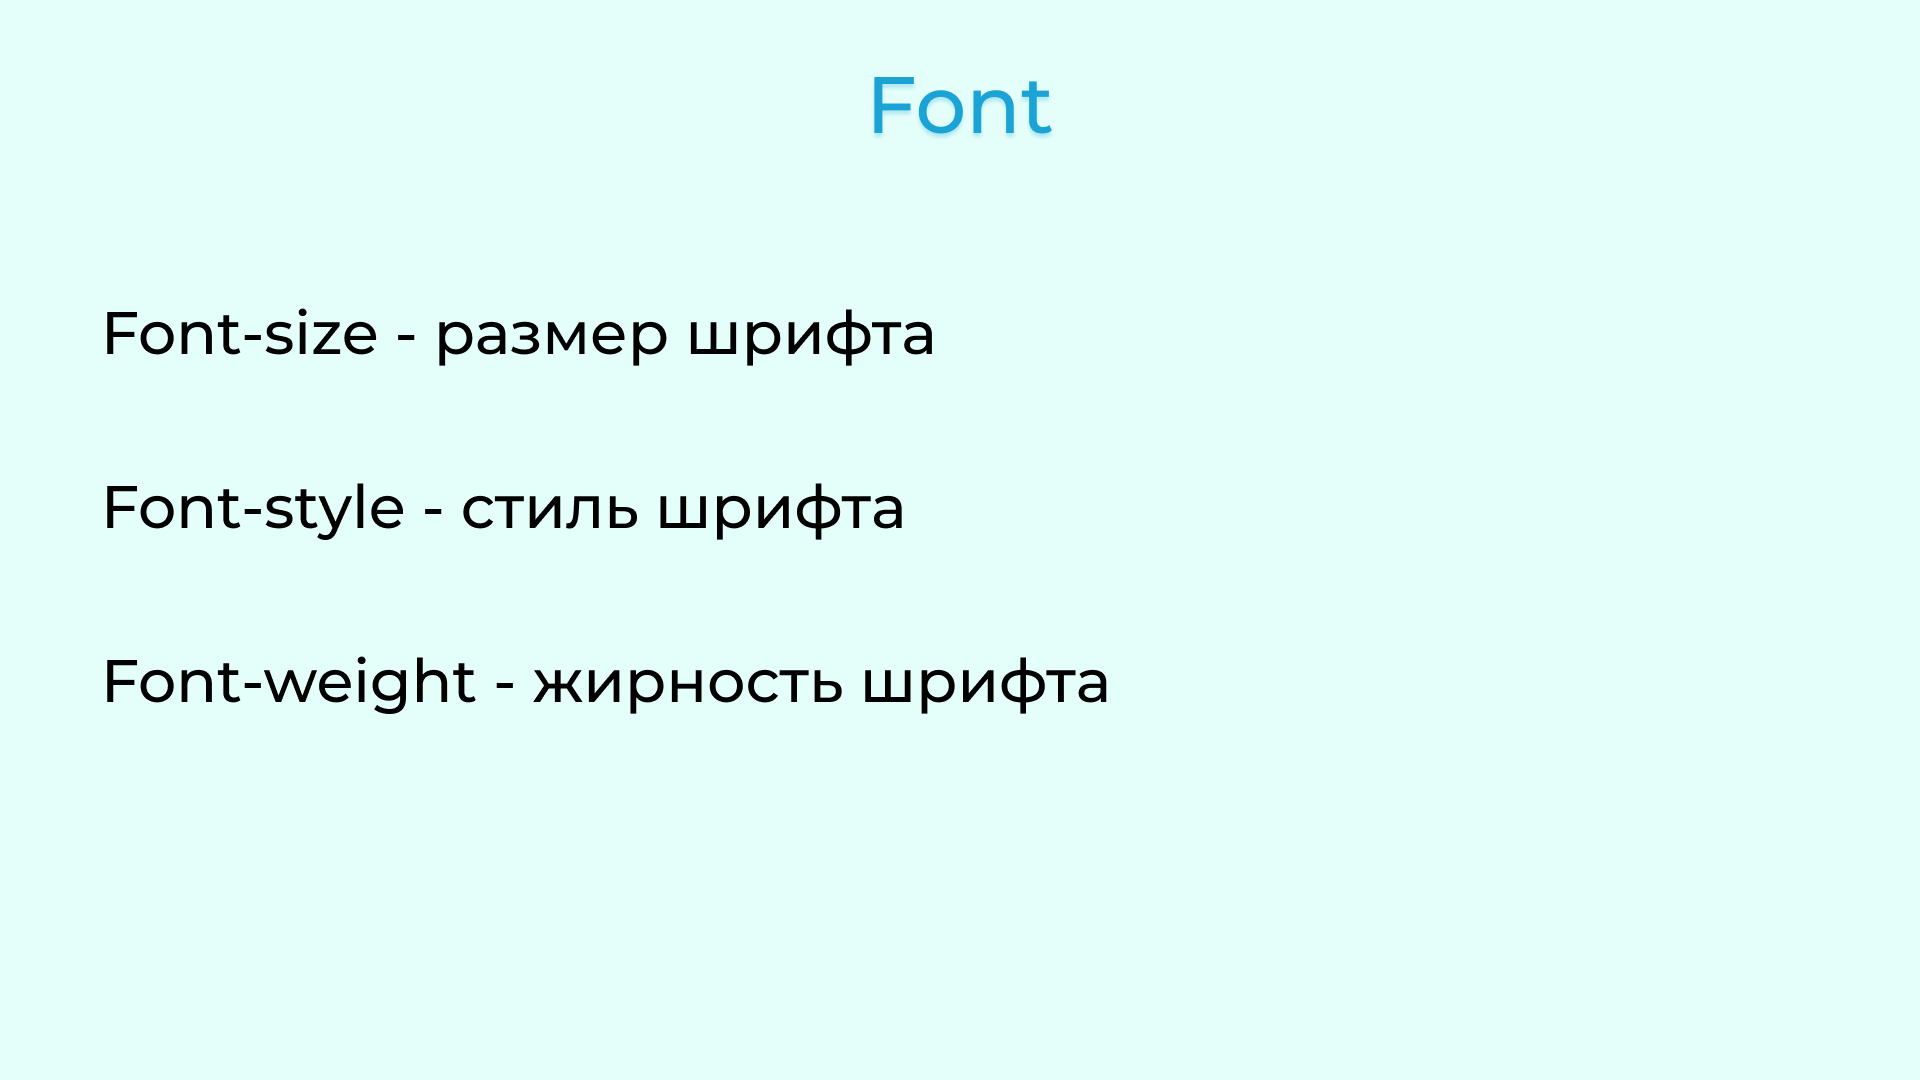 Font
Font-size - размер шрифта
Font-style - стиль шрифта
Font-weight - жирность шрифта